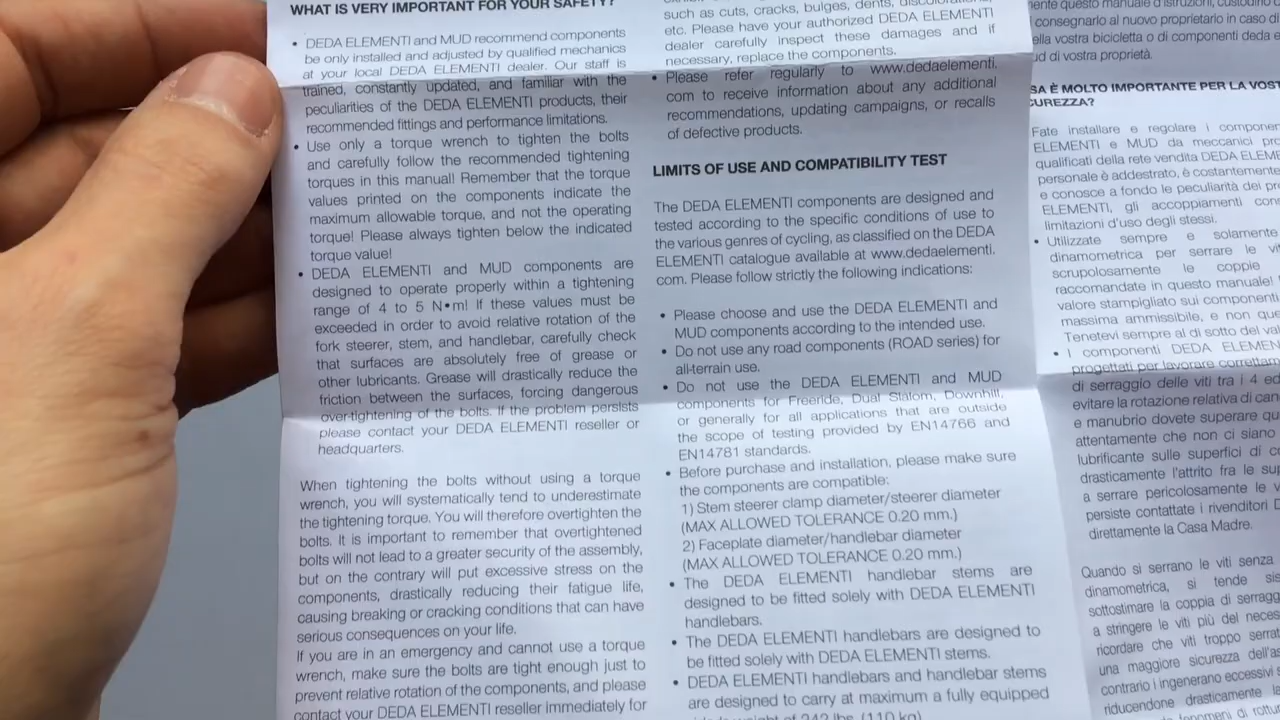 WHAT IS VERY IMPORTANT FOR YOUR SAFETY?
• DEDA ELEMENTI and MUD recommend components
be only installed and adjusted by qualified mechanics
at your local DEDA ELEMENTI dealer. Our staff is
trained, constantly updated, and familiar with the
peculiarities of the DEDA ELEMENTI products, their
recommended fittings and performance limitations.
• Use only a torque wrench to tighten the bolts
and carefully follow the recommended tightening
torques in this manual! Remember that the torque
values printed on the components indicate the
maximum allowable torque, and not the operating
torque! Please always tighten below the indicated
torque value!
• DEDA ELEMENTI and MUD components are
designed to operate properly within a tightening
range of 4 to 5 N•m! If these values must be
exceeded in order to avoid relative rotation of the
fork steerer, stem, and handlebar, carefully check
that surfaces are absolutely free of grease or
other lubricants. Grease will drastically reduce the
friction between the surfaces, forcing dangerous
over-tightening of the bolts. If the problem persists
please contact your DEDA ELEMENTI reseller or
headquarters.
When tightening the bolts without using a torque
wrench, you will systematically tend to underestimate
the tightening torque. You will therefore overtighten the
bolts. It is important to remember that overtightened
bolts will not lead to a greater security of the assembly,
but on the contrary will put excessive stress on the
components, drastically reducing their fatigue life,
causing breaking or cracking conditions that can have
serious consequences on your life.
If you are in an emergency and cannot use a torque
wrench, make sure the bolts are tight enough just to
prevent relative rotation of the components, and please
contact your DEDA ELEMENTI reseller immediately for
such as cuts, cracks, bulges, dents, discolorations,
etc. Please have your authorized DEDA ELEMENTI
dealer carefully inspect these damages and if
necessary, replace the components.
• Please refer regularly to www.dedaelementi.
com to receive information about any additional
recommendations, updating campaigns, or recalls
of defective products.
LIMITS OF USE AND COMPATIBILITY TEST
The DEDA ELEMENTI components are designed and
tested according to the specific conditions of use to
the various genres of cycling, as classified on the DEDA
ELEMENTI catalogue available at www.dedaelementi.
com. Please follow strictly the following indications:
• Please choose and use the DEDA ELEMENTI and
MUD components according to the intended use.
• Do not use any road components (ROAD series) for
all-terrain use.
• Do not use the DEDA ELEMENTI and MUD
components for Freeride, Dual Slalom, Downhill,
or generally for all applications that are outside
the scope of testing provided by EN14766 and
EN14781 standards.
• Before purchase and installation, please make sure
the components are compatible:
1) Stem steerer clamp diameter/steerer diameter
(MAX ALLOWED TOLERANCE 0.20 mm.)
2) Faceplate diameter/handlebar diameter
(MAX ALLOWED TOLERANCE 0.20 mm.)
• The DEDA ELEMENTI handlebar stems are
designed to be fitted solely with DEDA ELEMENTI
handlebars.
• The DEDA ELEMENTI handlebars are designed to
be fitted solely with DEDA ELEMENTI stems.
• DEDA ELEMENTI handlebars and handlebar stems
are designed to carry at maximum a fully equipped
weight of 242 lbs. (110 kg)
questo manuale d'istruzioni, custodirlo
consegnarlo al nuovo proprietario in caso di
ella vostra bicicletta o di componenti deda e
ud di vostra proprietà.
SA È MOLTO IMPORTANTE PER LA VOST
CUREZZA?
Fate installare e regolare i componen
ELEMENTI e MUD da meccanici pro
qualificati della rete vendita DEDA ELEME
personale è addestrato, è costantemente
e conosce a fondo le peculiarità dei pr
ELEMENTI, gli accoppiamenti con
limitazioni d'uso degli stessi.
• Utilizzate sempre e solamente
dinamometrica per serrare le vi
scrupolosamente le coppie
raccomandate in questo manuale!
valore stampigliato sui componenti
massima ammissibile, e non que
Tenetevi sempre al di sotto del va
• I componenti DEDA ELEMEN
progettati per lavorare correttam
di serraggio delle viti tra i 4 ed
evitare la rotazione relativa di can
e manubrio dovete superare qu
attentamente che non ci siano
lubrificante sulle superfici di co
drasticamente l'attrito fra le su
a serrare pericolosamente le v
persiste contattate i rivenditori D
direttamente la Casa Madre.
Quando si serrano le viti senza
dinamometrica, si tende sis
sottostimare la coppia di serragg
a stringere le viti più del neces
ricordare che viti troppo serrat
una maggiore sicurezza dell'as
contrario i ingenerano eccessivi s
riducendone drasticamente la
fenomeni di rottur